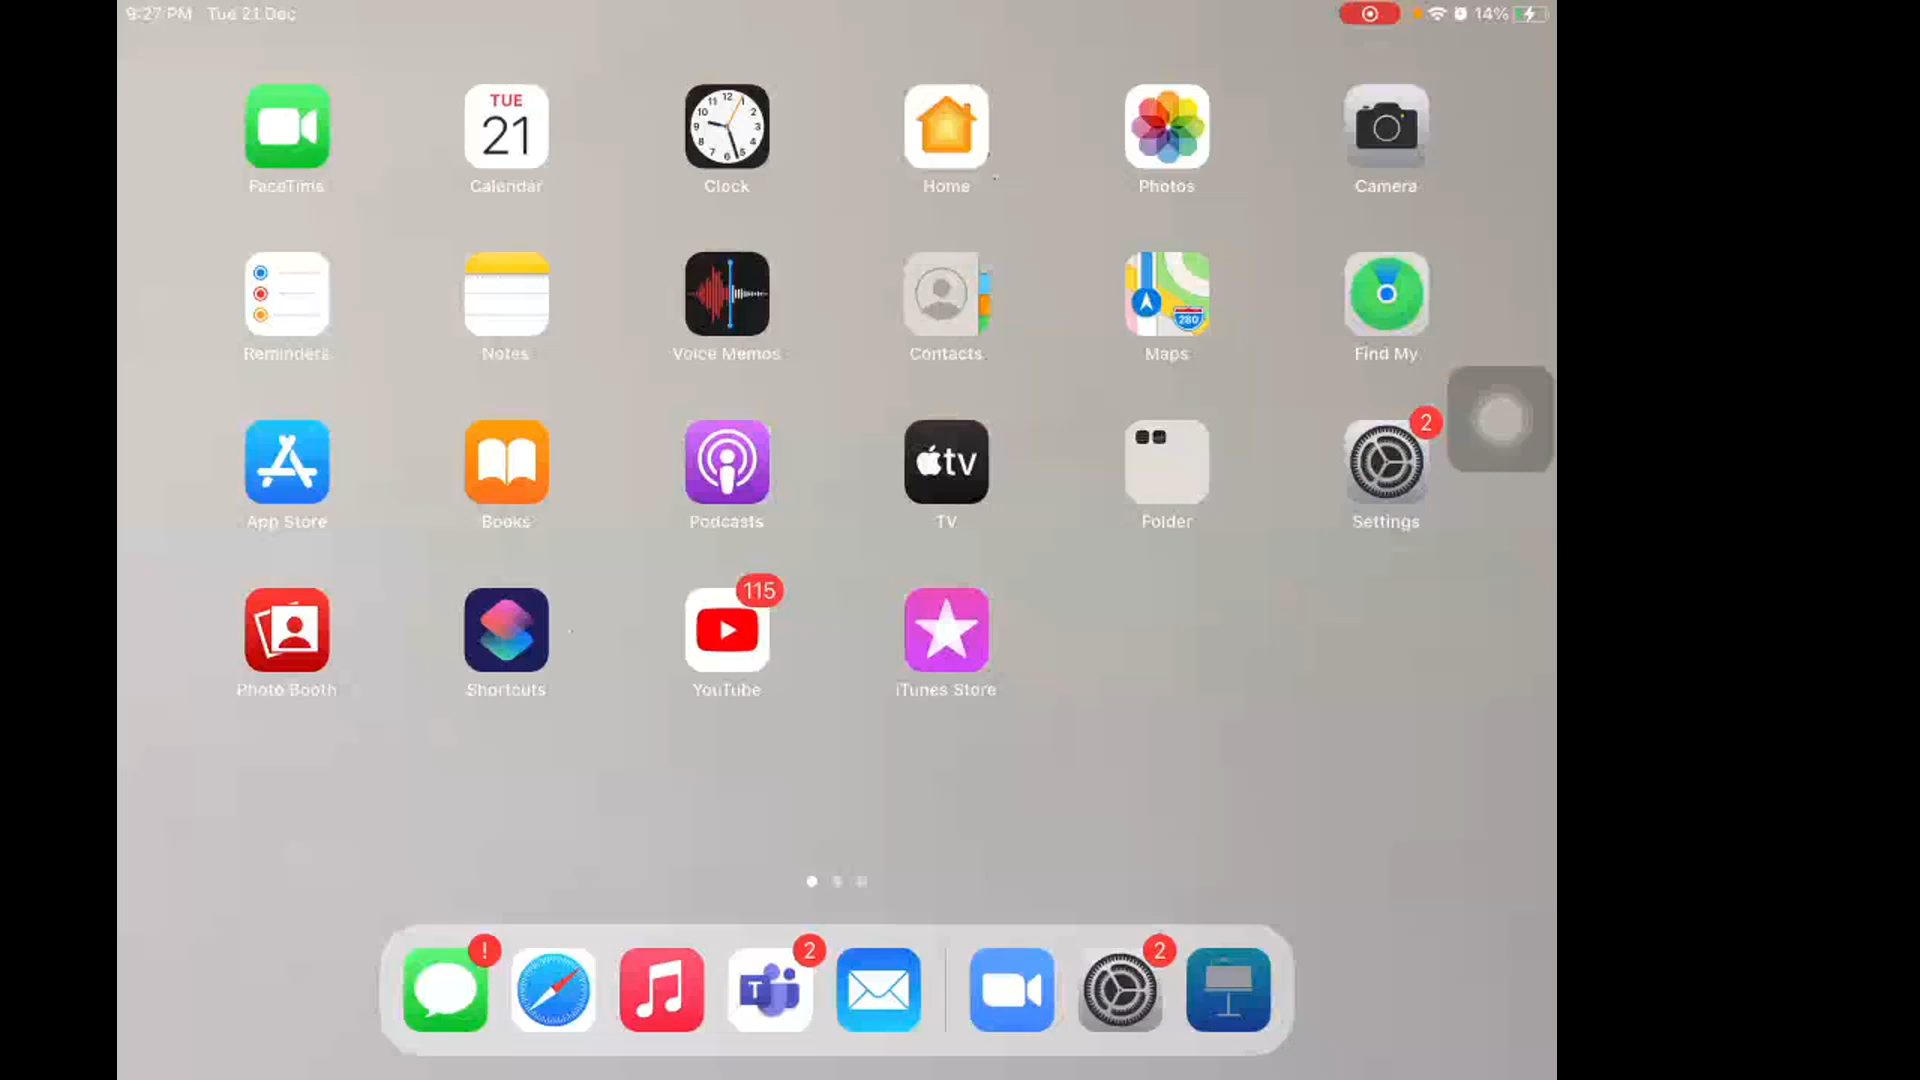 9:27 PM Tue 21 Dec 14%
TUE
21
FaceTime Calendar Clock Home Photos Camera
280
Reminders Notes Voice Memos Contacts Maps Find My
2
tv
App Store Books Podcasts TV Folder Settings
115
Photo Booth Shortcuts YouTube iTunes Store
! 2 2
T